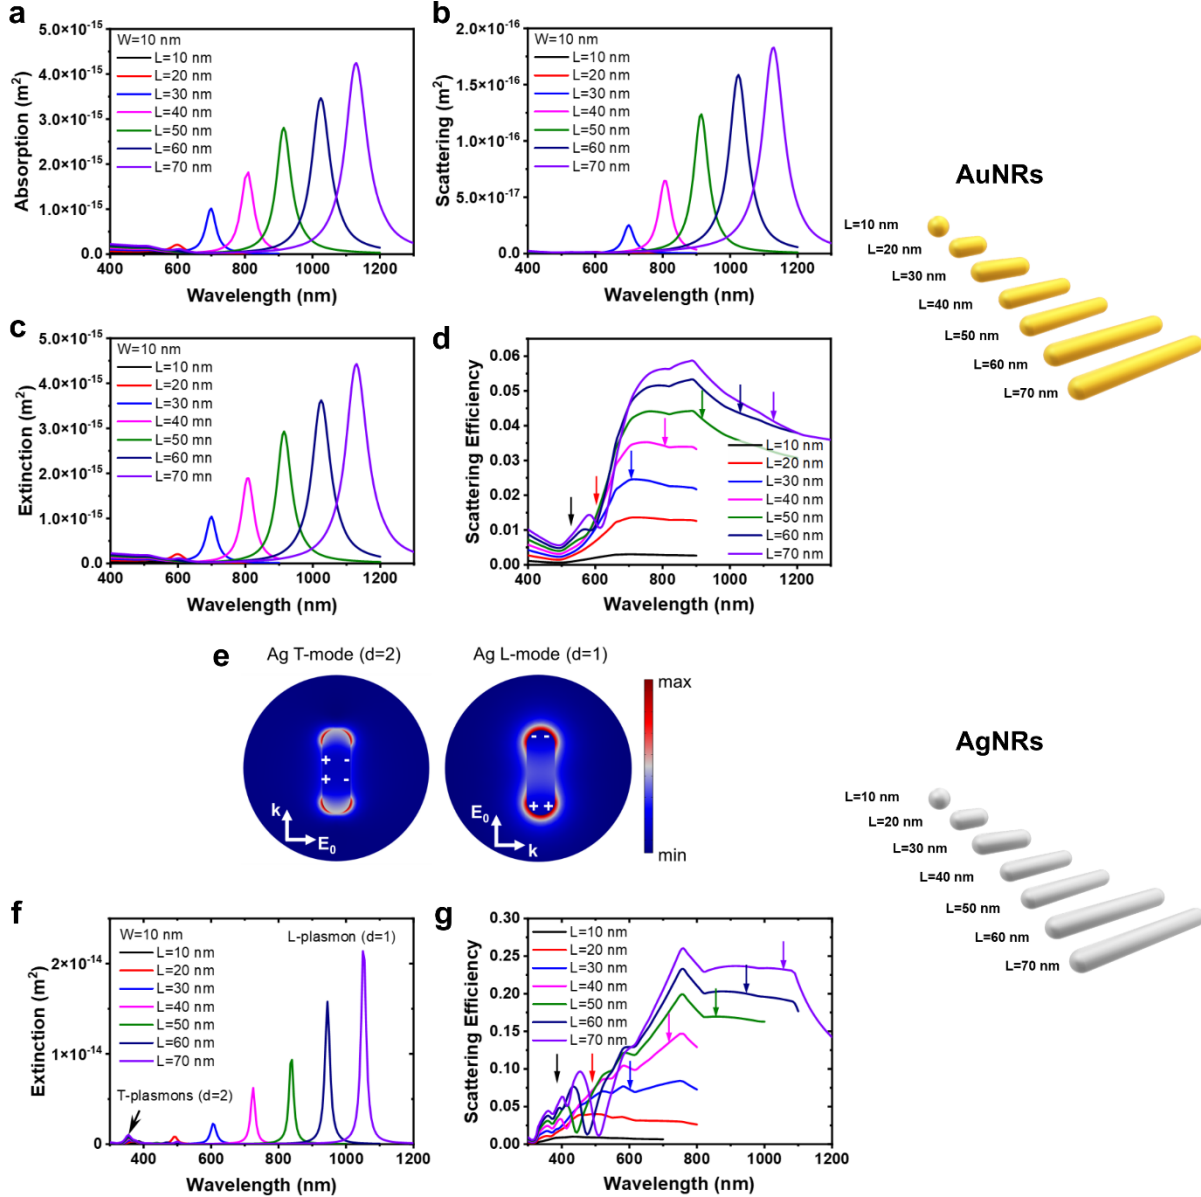 a
5.0×10⁻¹⁵
4.0×10⁻¹⁵
3.0×10⁻¹⁵
2.0×10⁻¹⁵
1.0×10⁻¹⁵
0.0
Absorption (m²)
W=10 nm
L=10 nm
L=20 nm
L=30 nm
L=40 nm
L=50 nm
L=60 nm
L=70 nm
400 600 800 1000 1200
Wavelength (nm)
b
2.0×10⁻¹⁶
1.5×10⁻¹⁶
1.0×10⁻¹⁶
5.0×10⁻¹⁷
0.0
Scattering (m²)
W=10 nm
L=10 nm
L=20 nm
L=30 nm
L=40 nm
L=50 nm
L=60 nm
L=70 nm
400 600 800 1000 1200
Wavelength (nm)
AuNRs
L=10 nm
L=20 nm
L=30 nm
L=40 nm
L=50 nm
L=60 nm
L=70 nm
c
5.0×10⁻¹⁵
4.0×10⁻¹⁵
3.0×10⁻¹⁵
2.0×10⁻¹⁵
1.0×10⁻¹⁵
0.0
Extinction (m²)
W=10 nm
L=10 nm
L=20 nm
L=30 nm
L=40 nm
L=50 mn
L=60 mn
L=70 mn
400 600 800 1000 1200
Wavelength (nm)
d
0.06
0.05
0.04
0.03
0.02
0.01
0.00
Scattering Efficiency
L=10 nm
L=20 nm
L=30 nm
L=40 nm
L=50 nm
L=60 nm
L=70 nm
400 600 800 1000 1200
Wavelength (nm)
e
Ag T-mode (d=2)
+ -
+ -
k
E₀
Ag L-mode (d=1)
- -
+ +
E₀
k
max
min
AgNRs
L=10 nm
L=20 nm
L=30 nm
L=40 nm
L=50 nm
L=60 nm
L=70 nm
f
2×10⁻¹⁴
1×10⁻¹⁴
0
Extinction (m²)
W=10 nm
L=10 nm
L=20 nm
L=30 nm
L=40 nm
L=50 nm
L=60 nm
L=70 nm
L-plasmon (d=1)
T-plasmons (d=2)
400 600 800 1000 1200
Wavelength (nm)
g
0.30
0.25
0.20
0.15
0.10
0.05
0.00
Scattering Efficiency
L=10 nm
L=20 nm
L=30 nm
L=40 nm
L=50 nm
L=60 nm
L=70 nm
400 600 800 1000 1200
Wavelength (nm)